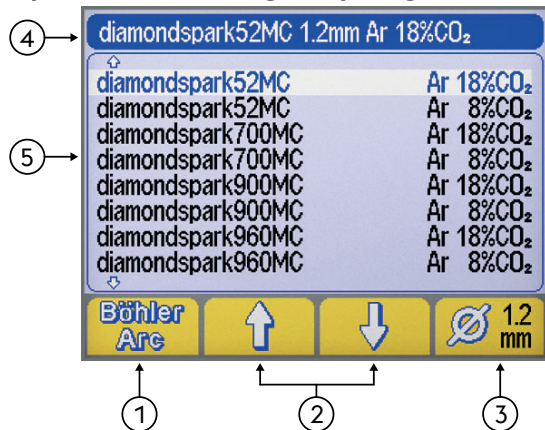 ④ diamondspark52MC 1.2mm Ar 18%CO₂
diamondspark52MC Ar 18%CO₂
diamondspark52MC Ar 8%CO₂
diamondspark700MC Ar 18%CO₂
⑤ diamondspark700MC Ar 8%CO₂
diamondspark900MC Ar 18%CO₂
diamondspark900MC Ar 8%CO₂
diamondspark960MC Ar 18%CO₂
diamondspark960MC Ar 8%CO₂
Böhler
Arc
Ø 1.2
mm
① ② ③